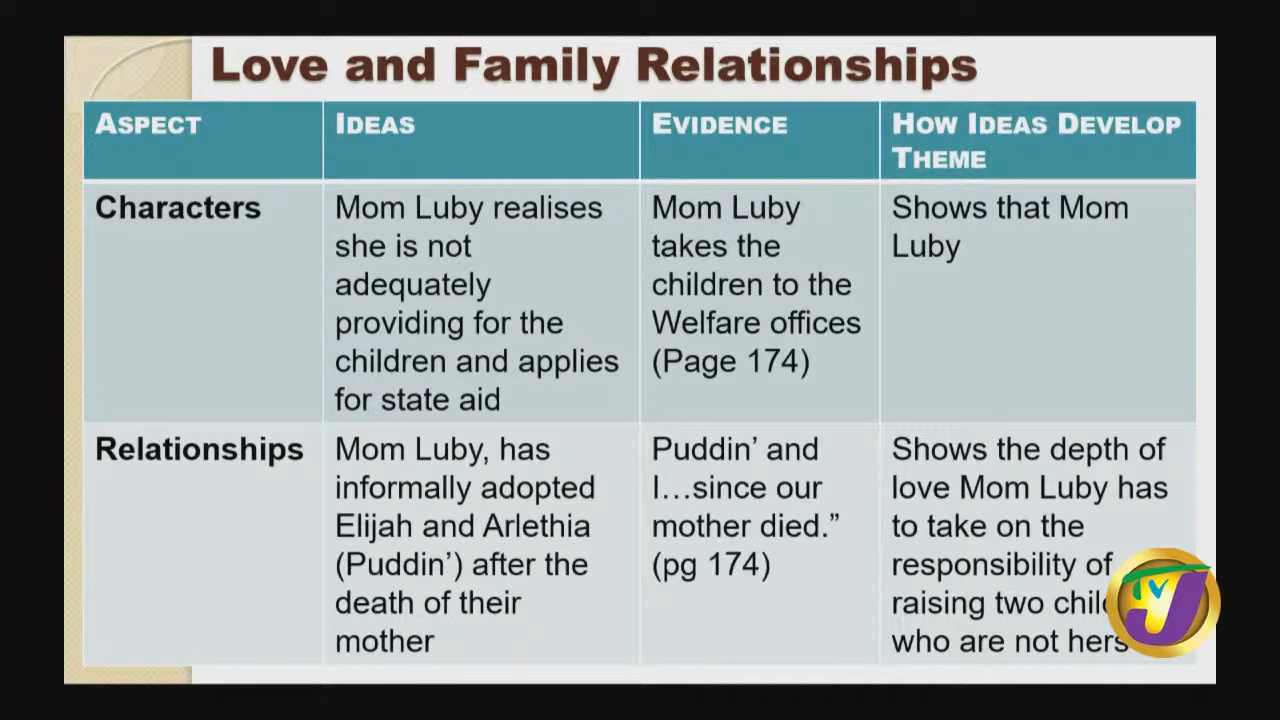 Love and Family Relationships
ASPECT
IDEAS
EVIDENCE
HOW IDEAS DEVELOP
THEME
Characters
Mom Luby realises
she is not
adequately
providing for the
children and applies
for state aid
Mom Luby
takes the
children to the
Welfare offices
(Page 174)
Shows that Mom
Luby
Relationships
Mom Luby, has
informally adopted
Elijah and Arlethia
(Puddin’) after the
death of their
mother
Puddin’ and
I…since our
mother died.”
(pg 174)
Shows the depth of
love Mom Luby has
to take on the
responsibility of
raising two
who are not hers
TVJ